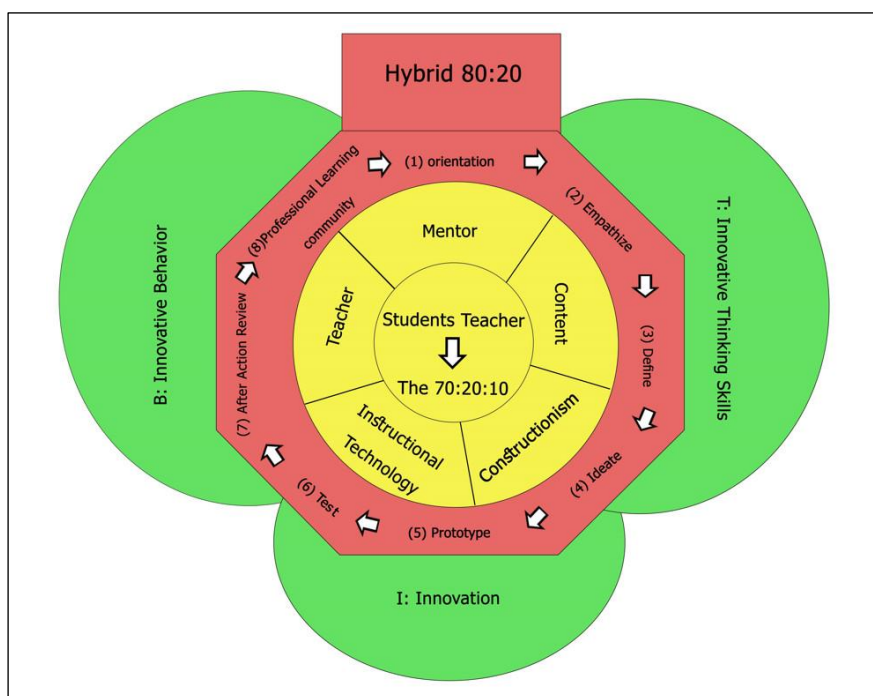 Hybrid 80:20
(1) orientation
(2) Empathize
(3) Define
(4) Ideate
(5) Prototype
(6) Test
(7) After Action Review
(8)Professional Learning
community
Mentor
Content
Constructionism
Instructional
Technology
Teacher
Students Teacher
The 70:20:10
B: Innovative Behavior
T: Innovative Thinking Skills
I: Innovation